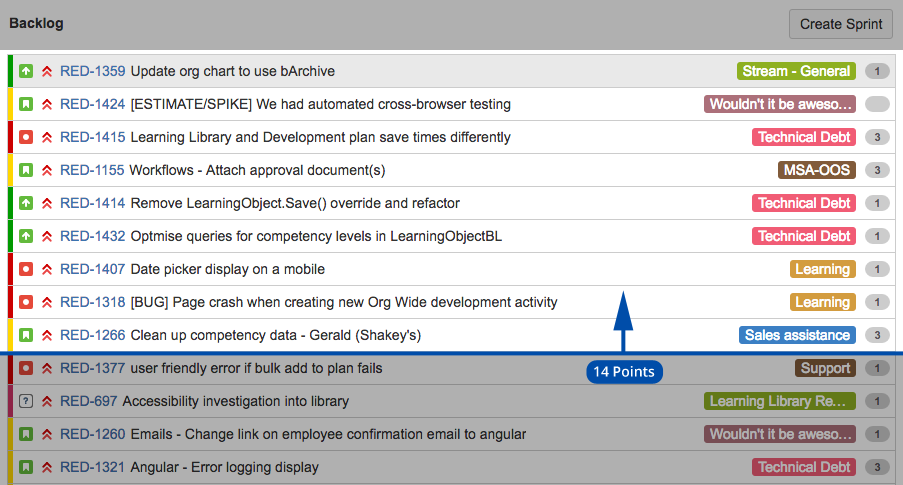 Backlog Create Sprint
RED-1359 Update org chart to use bArchive Stream - General 1
RED-1424 [ESTIMATE/SPIKE] We had automated cross-browser testing Wouldn't it be aweso...
RED-1415 Learning Library and Development plan save times differently Technical Debt 3
RED-1155 Workflows - Attach approval document(s) MSA-OOS 3
RED-1414 Remove LearningObject.Save() override and refactor Technical Debt 1
RED-1432 Optmise queries for competency levels in LearningObjectBL Technical Debt 1
RED-1407 Date picker display on a mobile Learning 1
RED-1318 [BUG] Page crash when creating new Org Wide development activity Learning 1
RED-1266 Clean up competency data - Gerald (Shakey's) Sales assistance 3
RED-1377 user friendly error if bulk add to plan fails 14 Points Support 1
? RED-697 Accessibility investigation into library Learning Library Re... 1
RED-1260 Emails - Change link on employee confirmation email to angular Wouldn't it be aweso... 1
RED-1321 Angular - Error logging display Technical Debt 3